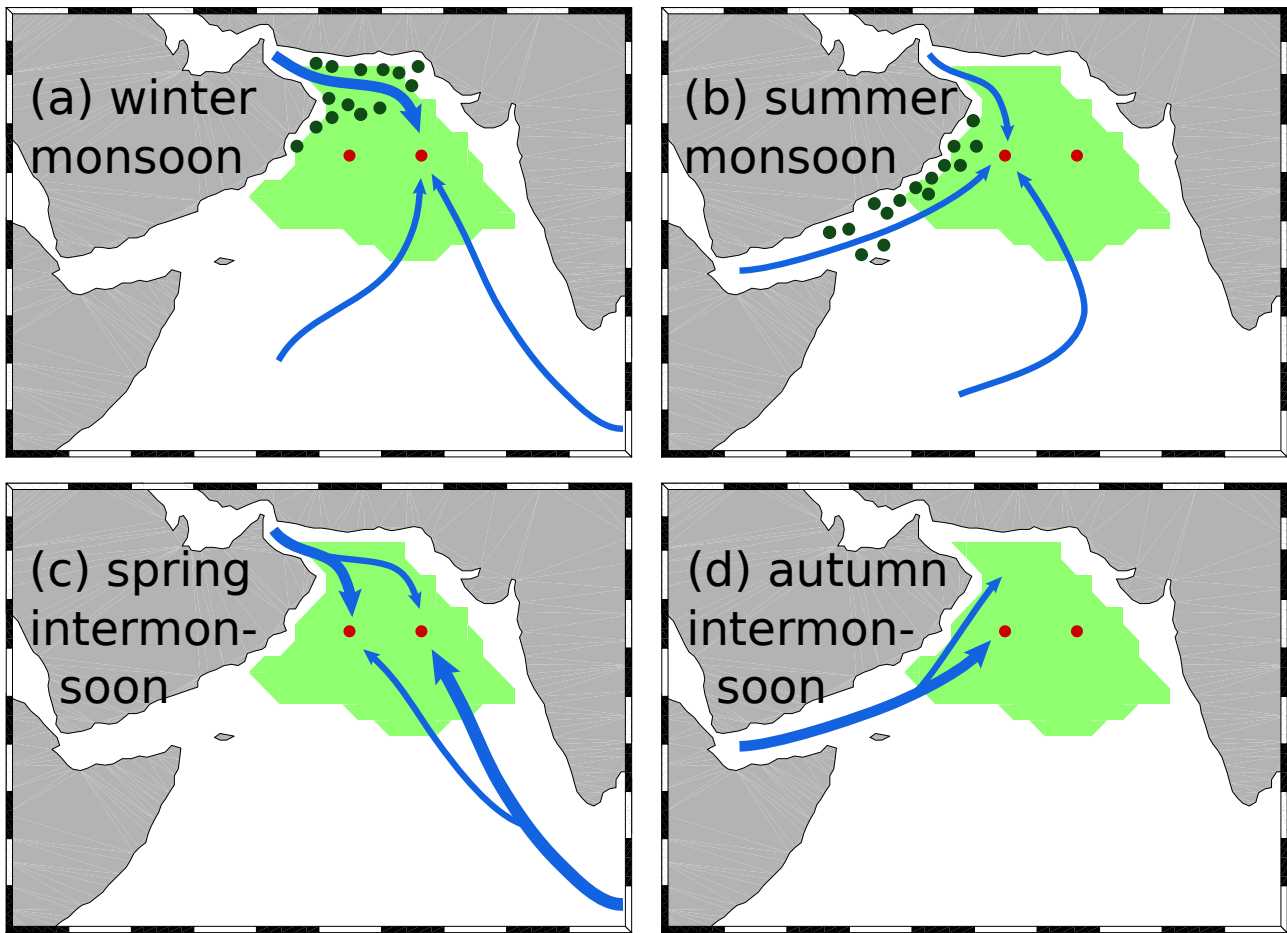 (a) winter
monsoon
(b) summer
monsoon
(c) spring
intermon-
soon
(d) autumn
intermon-
soon